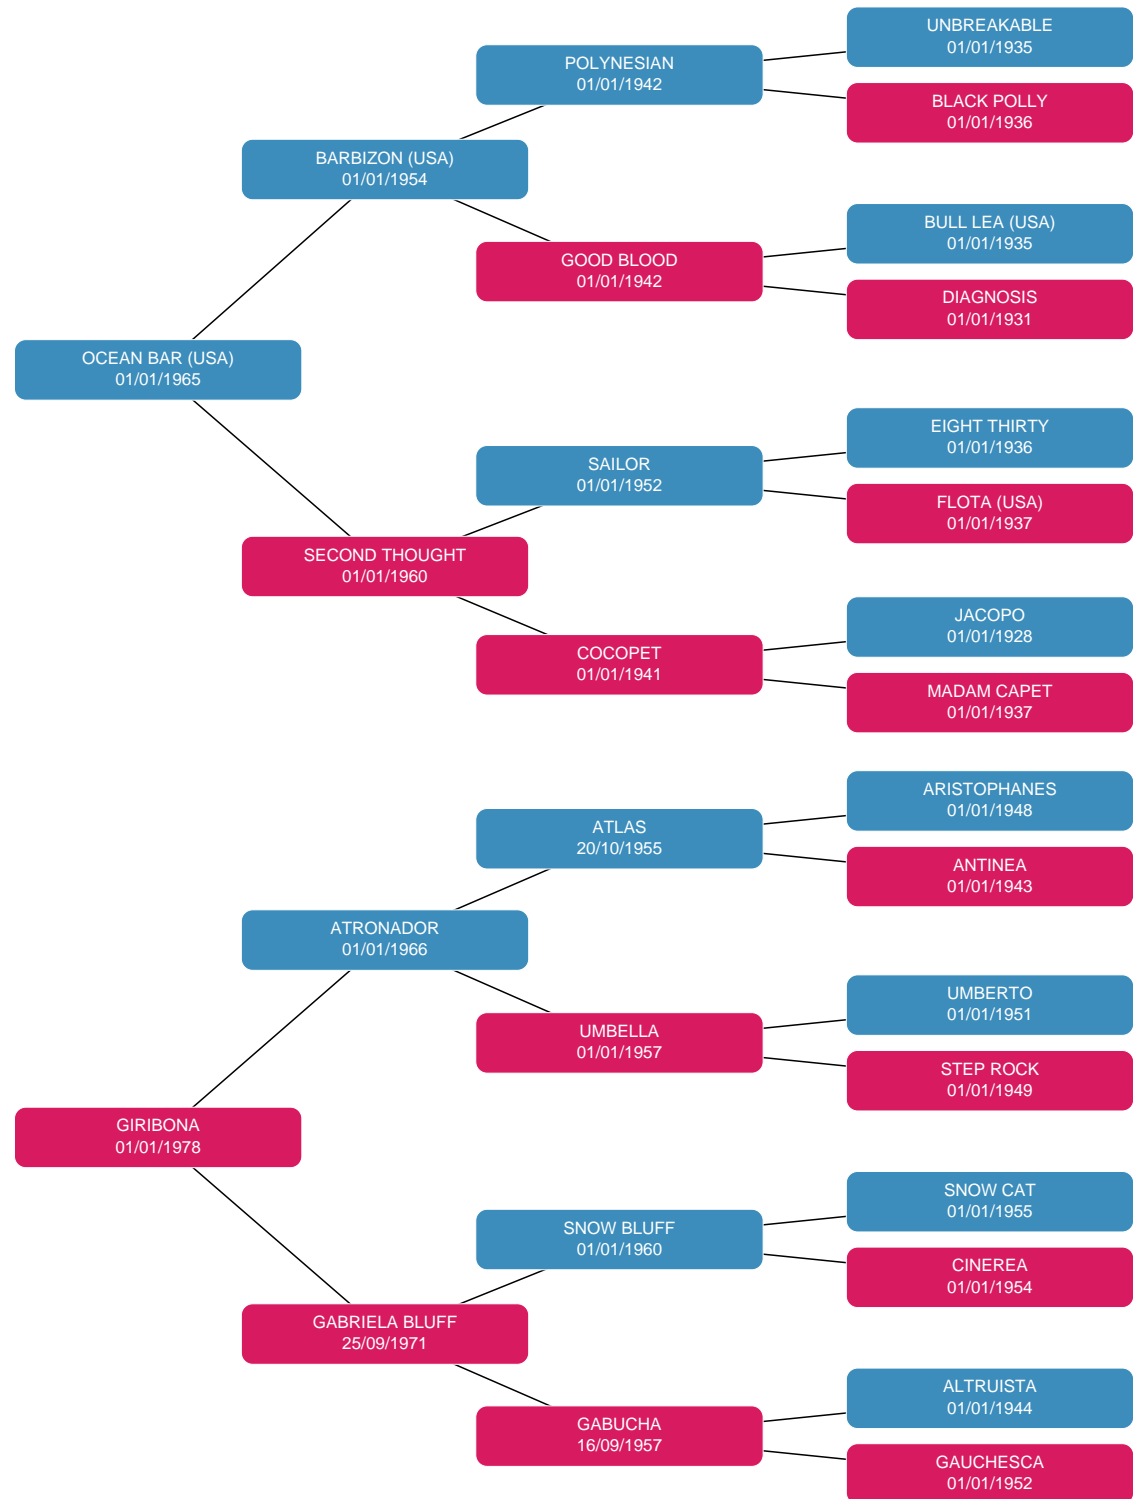 UNBREAKABLE
01/01/1935
POLYNESIAN
01/01/1942
BLACK POLLY
01/01/1936
BARBIZON (USA)
01/01/1954
BULL LEA (USA)
01/01/1935
GOOD BLOOD
01/01/1942
DIAGNOSIS
01/01/1931
OCEAN BAR (USA)
01/01/1965
EIGHT THIRTY
01/01/1936
SAILOR
01/01/1952
FLOTA (USA)
01/01/1937
SECOND THOUGHT
01/01/1960
JACOPO
01/01/1928
COCOPET
01/01/1941
MADAM CAPET
01/01/1937
ARISTOPHANES
01/01/1948
ATLAS
20/10/1955
ANTINEA
01/01/1943
ATRONADOR
01/01/1966
UMBERTO
01/01/1951
UMBELLA
01/01/1957
STEP ROCK
01/01/1949
GIRIBONA
01/01/1978
SNOW CAT
01/01/1955
SNOW BLUFF
01/01/1960
CINEREA
01/01/1954
GABRIELA BLUFF
25/09/1971
ALTRUISTA
01/01/1944
GABUCHA
16/09/1957
GAUCHESCA
01/01/1952